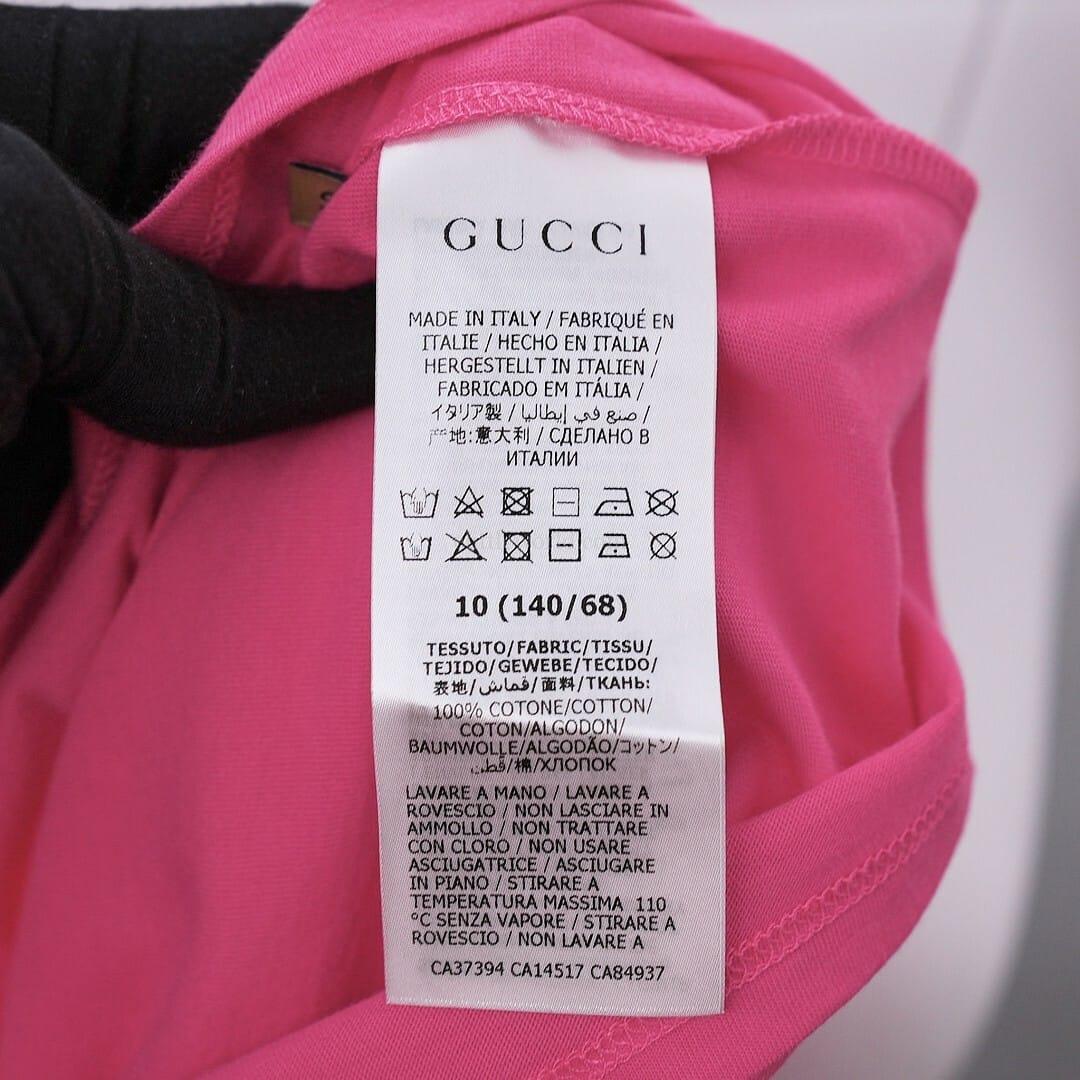 GUCCI
MADE IN ITALY / FABRIQUÉ EN
ITALIE / HECHO EN ITALIA /
HERGESTELLT IN ITALIEN /
FABRICADO EM ITÁLIA /
イタリア製 / صنع في إيطاليا /
地:意大利 / СДЕЛАНО В
ИТАЛИИ
10 (140/68)
TESSUTO/FABRIC/TISSU/
TEJIDO/GEWEBE/TECIDO/
表地/قماش/面料/ТКАНЬ:
100% COTONE/COTTON/
COTON/ALGODON/
BAUMWOLLE/ALGODÃO/コットン/
قطن/棉/ХЛОПОК
LAVARE A MANO / LAVARE A
ROVESCIO / NON LASCIARE IN
AMMOLLO / NON TRATTARE
CON CLORO / NON USARE
ASCIUGATRICE / ASCIUGARE
IN PIANO / STIRARE A
TEMPERATURA MASSIMA 110
°C SENZA VAPORE / STIRARE A
ROVESCIO / NON LAVARE A
CA37394 CA14517 CA84937